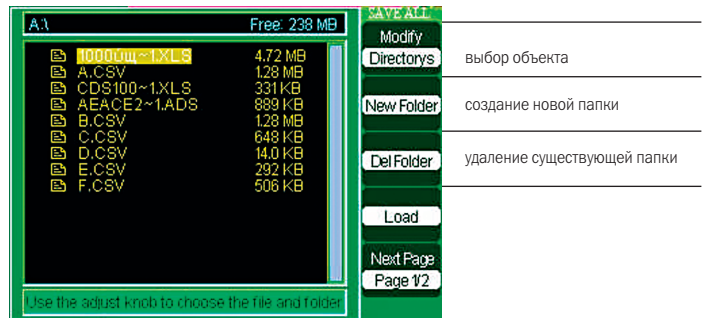 A:\ Free: 238 MB
1000ûщ~1.XLS 4.72 MB
A.CSV 1.28 MB
CDS100~1.XLS 331 KB
AEACE2~1.ADS 889 KB
B.CSV 1.28 MB
C.CSV 648 KB
D.CSV 14.0 KB
E.CSV 292 KB
F.CSV 506 KB
Use the adjust knob to choose the file and folder
SAVE ALL
Modify
Directorys
New Folder
Del Folder
Load
Next Page
Page 1/2
выбор объекта
создание новой папки
удаление существующей папки